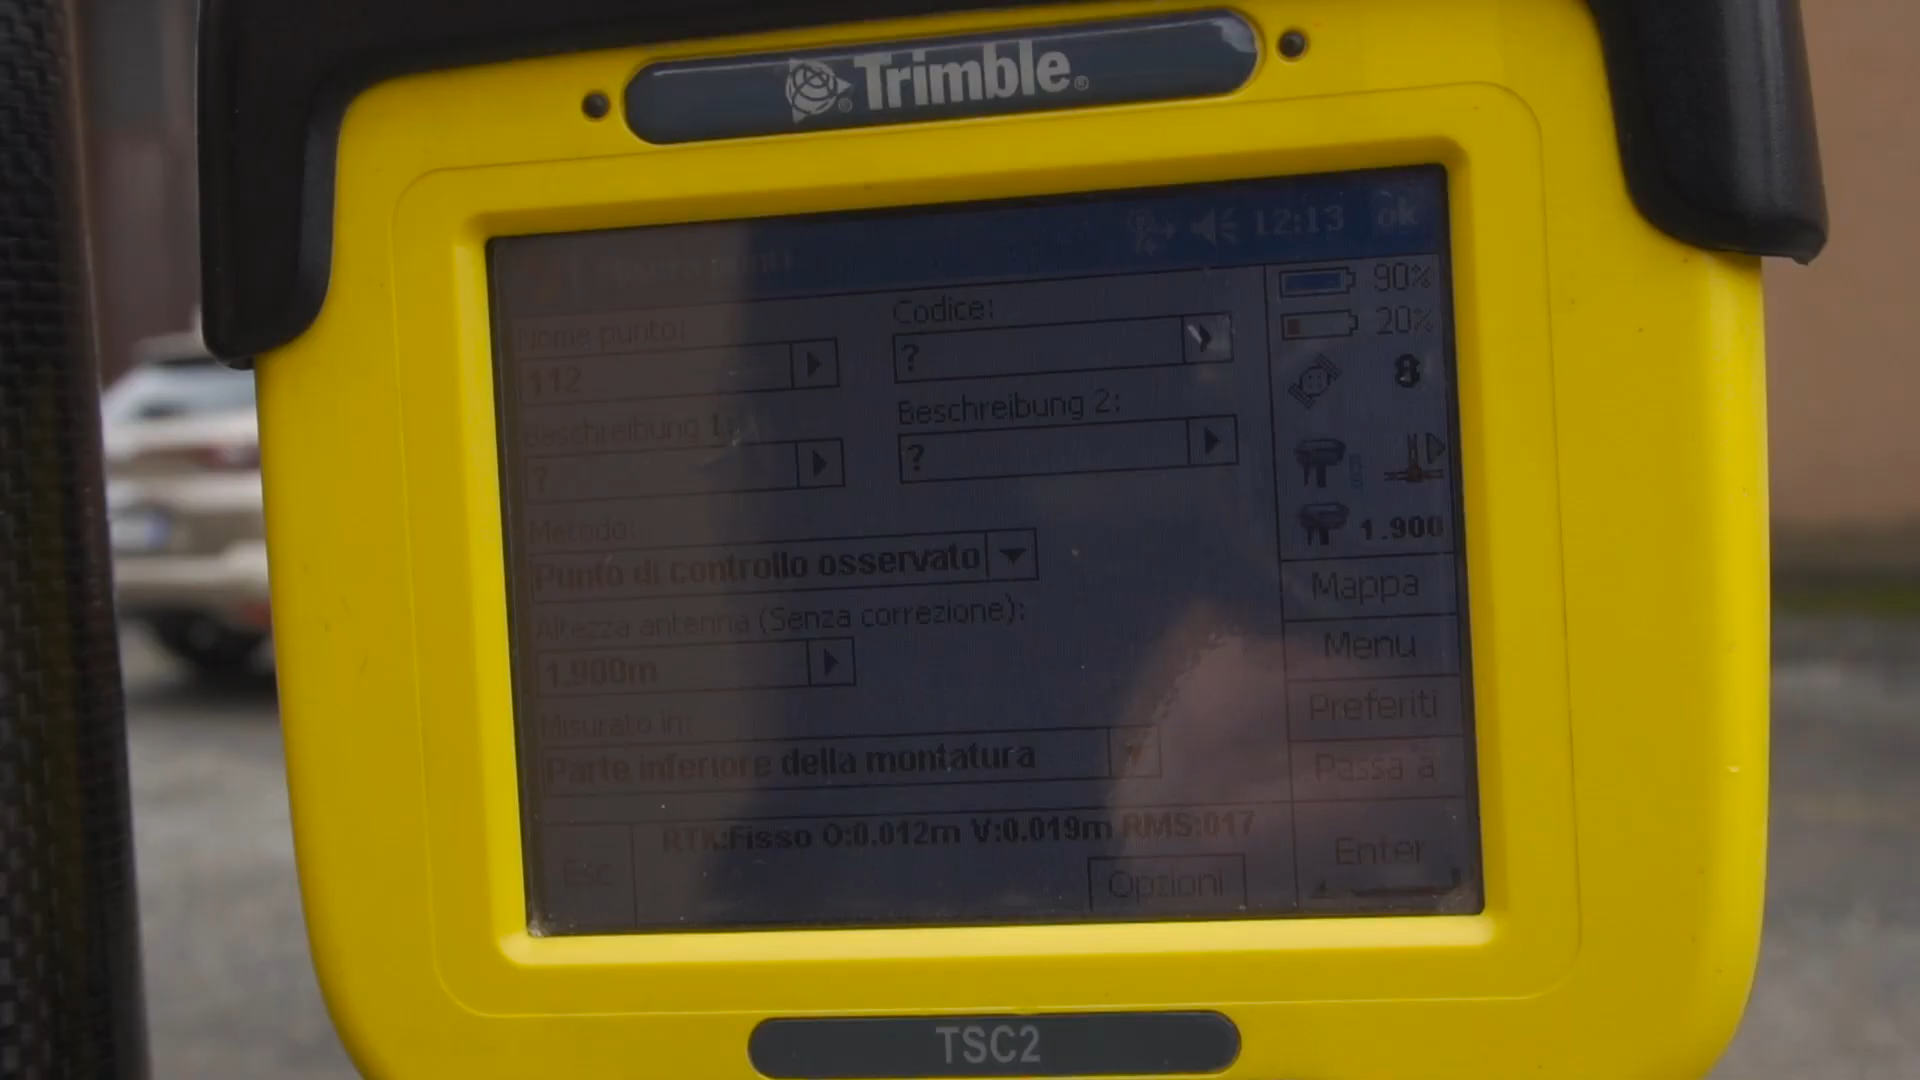 Trimble
12:13 ok
90%
Nome punto:
Codice:
112
?
20%
8
Beschreibung 1:
Beschreibung 2:
?
?
Metodo:
Punto di controllo osservato
1.900
Altezza antenna (Senza correzione):
1.900m
Mappa
Menu
Misurato in:
Preferiti
Parte inferiore della montatura
Passa a
RTK:Fisso O:0.012m V:0.019m RMS:017
Enter
Esc
Opzioni
TSC2